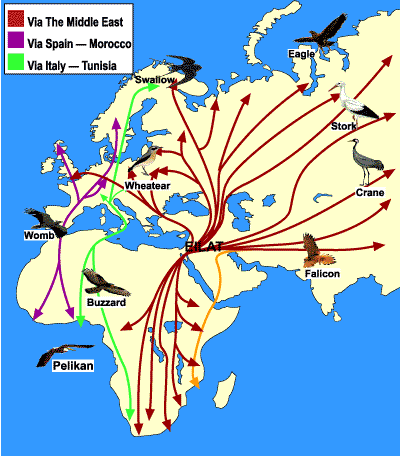 Via The Middle East
Via Spain — Morocco
Via Italy — Tunisia
Eagle
Swallow
Stork
Wheatear
Crane
Womb
EILAT
Falicon
Buzzard
Pelikan